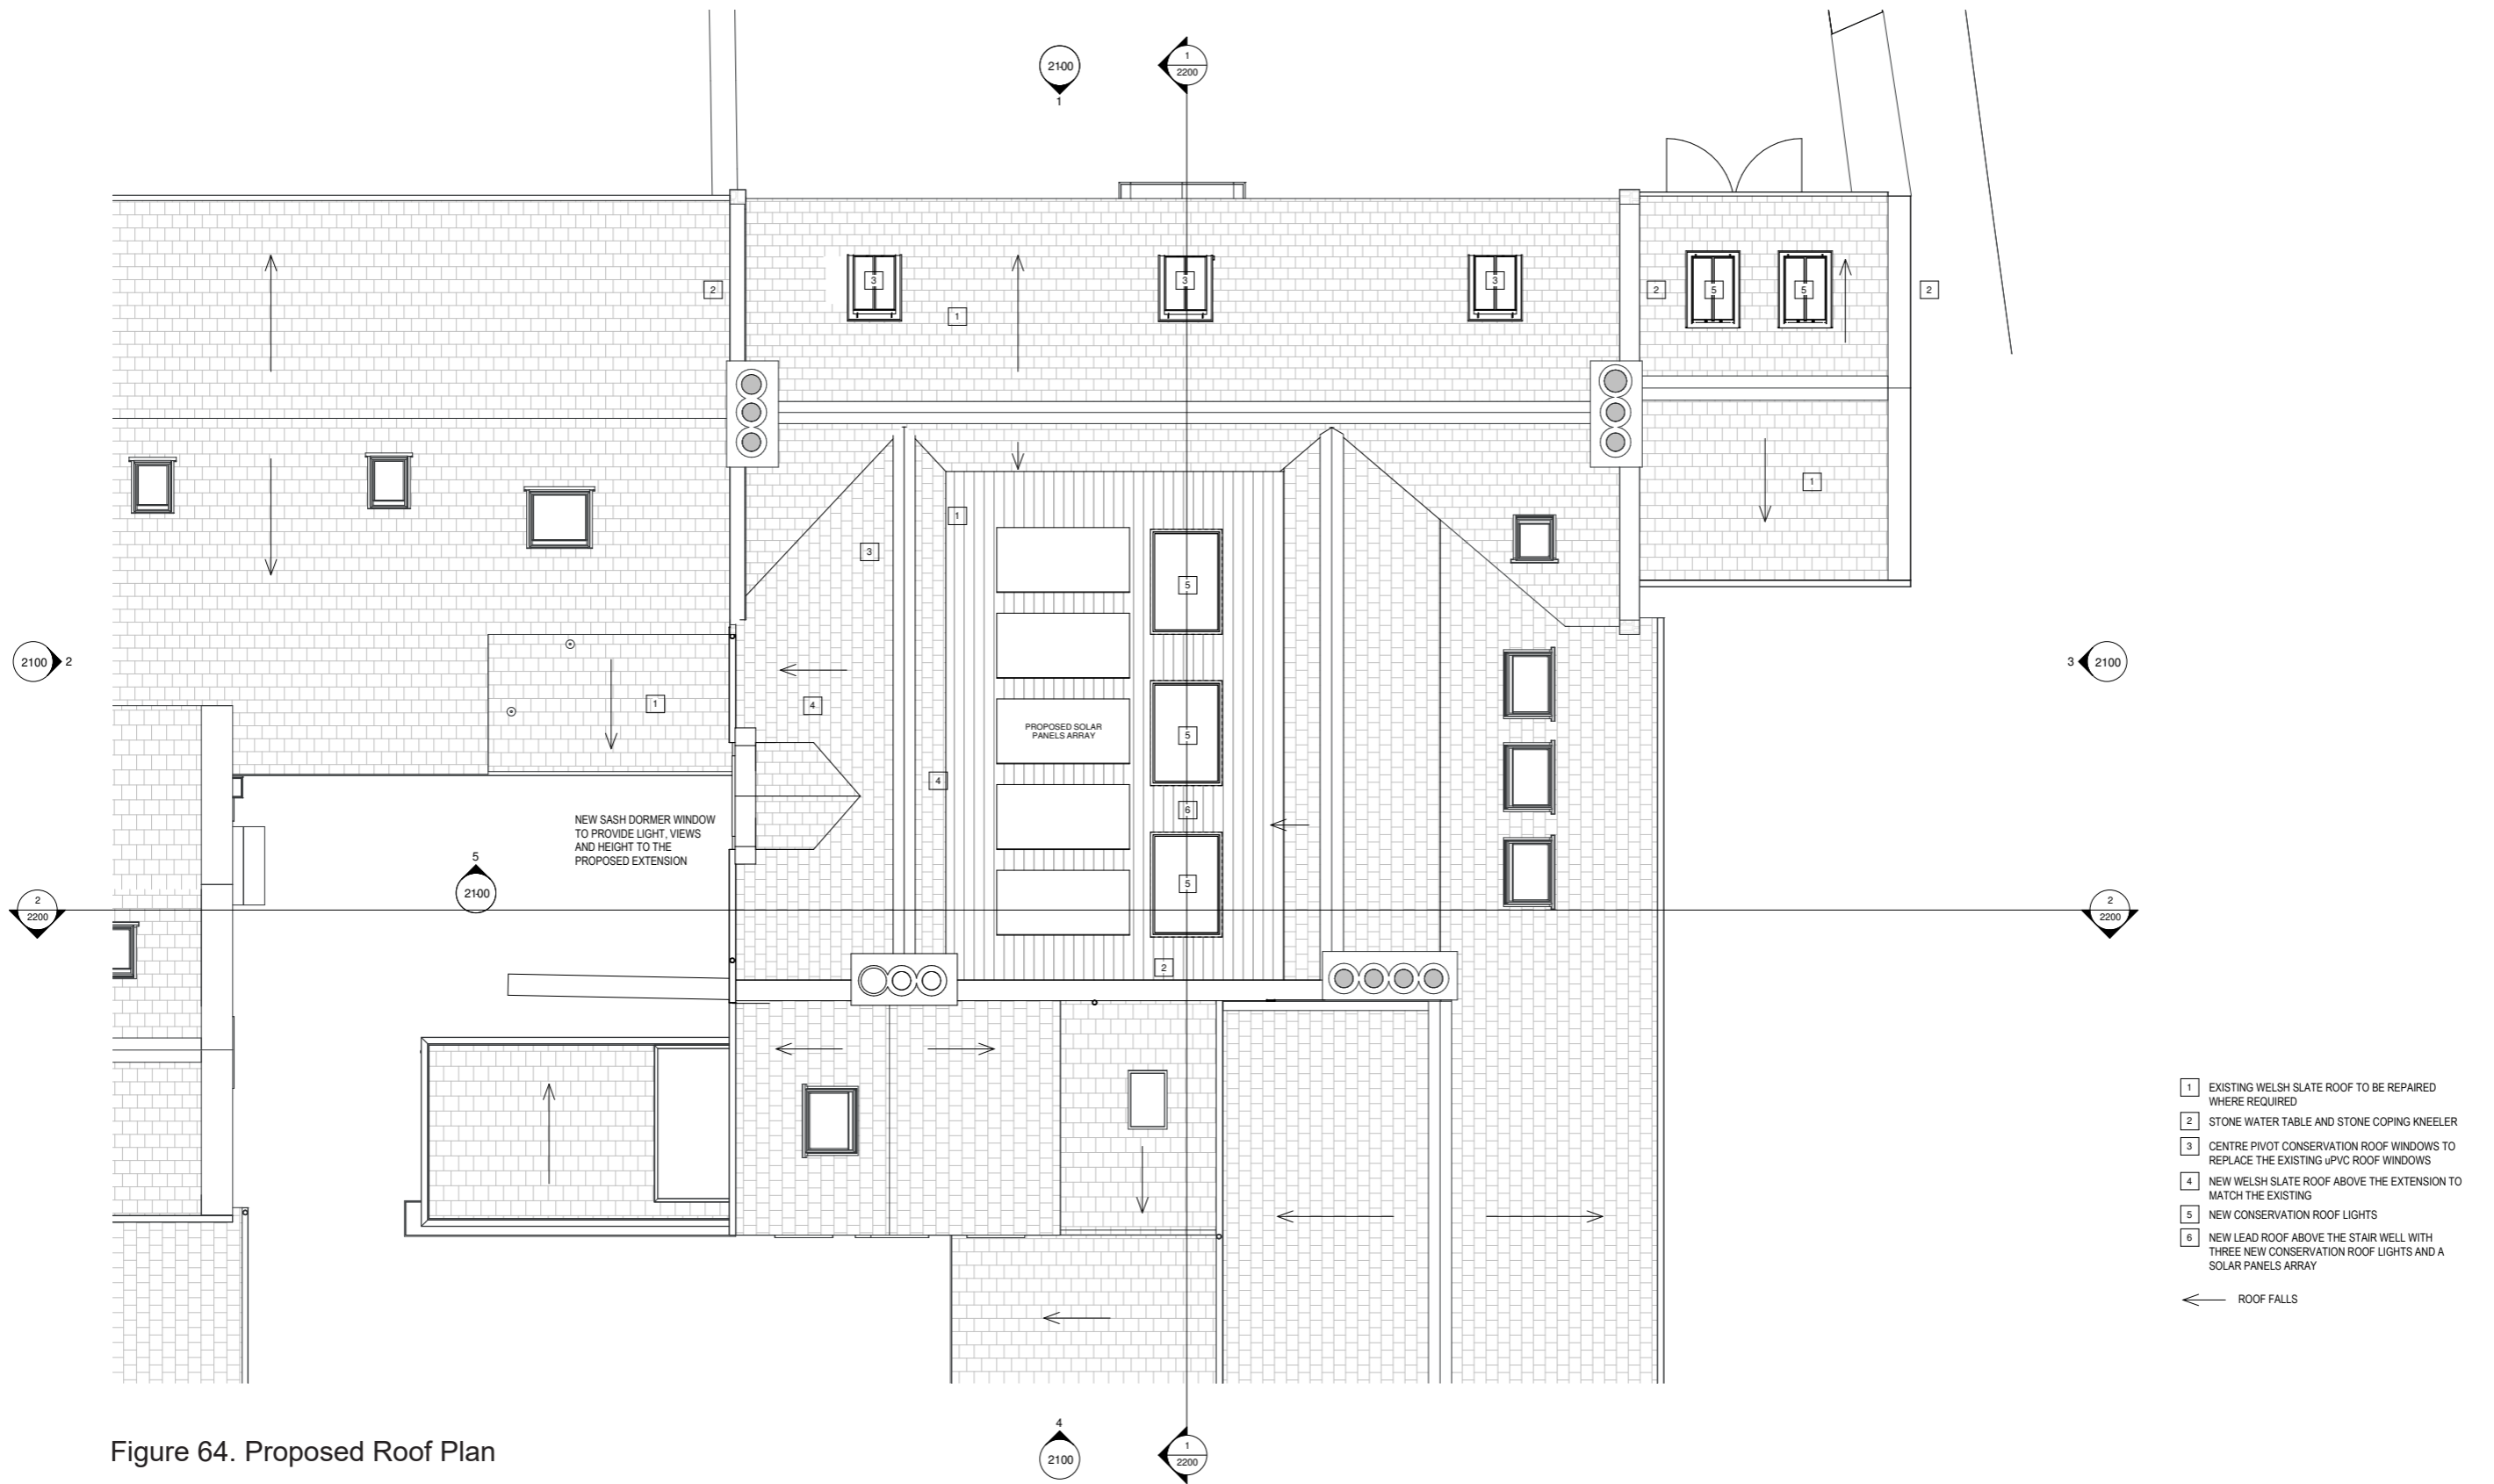 2100
1
1
2200
3
3
3
2
1
2
5
5
2
1
1
3
5
2100
2
3
2100
1
4
PROPOSED SOLAR
PANELS ARRAY
5
4
6
NEW SASH DORMER WINDOW
TO PROVIDE LIGHT, VIEWS
AND HEIGHT TO THE
PROPOSED EXTENSION
5
2100
5
2
2200
2
2200
2
1 EXISTING WELSH SLATE ROOF TO BE REPAIRED
WHERE REQUIRED
2 STONE WATER TABLE AND STONE COPING KNEELER
3 CENTRE PIVOT CONSERVATION ROOF WINDOWS TO
REPLACE THE EXISTING uPVC ROOF WINDOWS
4 NEW WELSH SLATE ROOF ABOVE THE EXTENSION TO
MATCH THE EXISTING
5 NEW CONSERVATION ROOF LIGHTS
6 NEW LEAD ROOF ABOVE THE STAIR WELL WITH
THREE NEW CONSERVATION ROOF LIGHTS AND A
SOLAR PANELS ARRAY
ROOF FALLS
4
2100
1
2200
Figure 64. Proposed Roof Plan